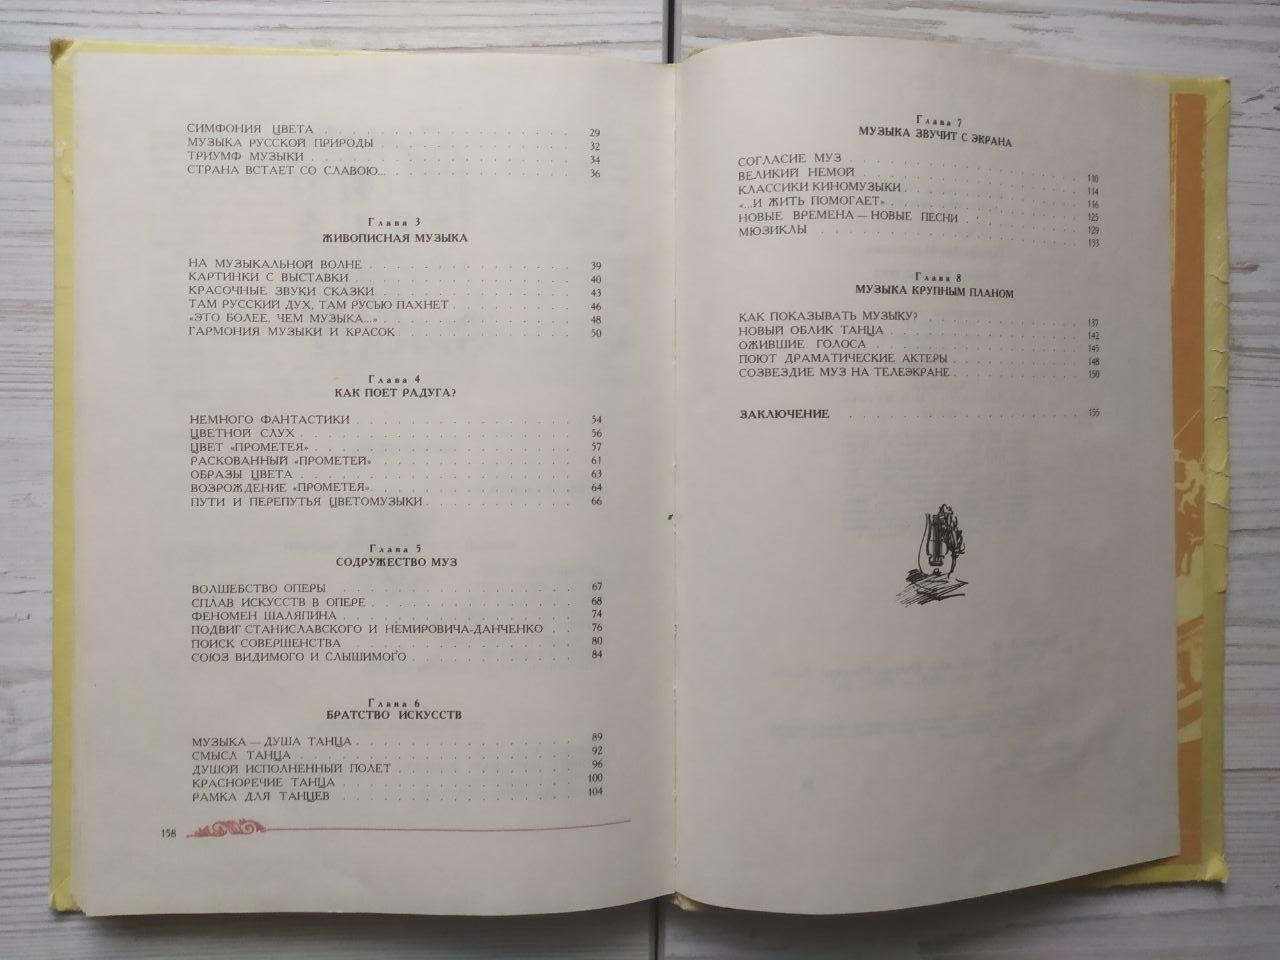 СИМФОНИЯ ЦВЕТА . . . . . . . . . . . . . . . . . . 29
МУЗЫКА РУССКОЙ ПРИРОДЫ . . . . . . . . . . . . . . 32
ТРИУМФ МУЗЫКИ . . . . . . . . . . . . . . . . . . 34
СТРАНА ВСТАЕТ СО СЛАВОЮ... . . . . . . . . . . . . 36
Глава 3
ЖИВОПИСНАЯ МУЗЫКА
НА МУЗЫКАЛЬНОЙ ВОЛНЕ . . . . . . . . . . . . . . . 39
КАРТИНКИ С ВЫСТАВКИ . . . . . . . . . . . . . . . 40
КРАСОЧНЫЕ ЗВУКИ СКАЗКИ . . . . . . . . . . . . . . 43
ТАМ РУССКИЙ ДУХ, ТАМ РУСЬЮ ПАХНЕТ . . . . . . . . 46
«ЭТО БОЛЕЕ, ЧЕМ МУЗЫКА...» . . . . . . . . . . . . 48
ГАРМОНИЯ МУЗЫКИ И КРАСОК . . . . . . . . . . . . . 50
Глава 4
КАК ПОЕТ РАДУГА?
НЕМНОГО ФАНТАСТИКИ . . . . . . . . . . . . . . . . 54
ЦВЕТНОЙ СЛУХ . . . . . . . . . . . . . . . . . . . 56
ЦВЕТ «ПРОМЕТЕЯ» . . . . . . . . . . . . . . . . . 57
РАСКОВАННЫЙ «ПРОМЕТЕЙ» . . . . . . . . . . . . . . 61
ОБРАЗЫ ЦВЕТА . . . . . . . . . . . . . . . . . . . 63
ВОЗРОЖДЕНИЕ «ПРОМЕТЕЯ» . . . . . . . . . . . . . . 64
ПУТИ И ПЕРЕПУТЬЯ ЦВЕТОМУЗЫКИ . . . . . . . . . . . 66
Глава 5
СОДРУЖЕСТВО МУЗ
ВОЛШЕБСТВО ОПЕРЫ . . . . . . . . . . . . . . . . . 67
СПЛАВ ИСКУССТВ В ОПЕРЕ . . . . . . . . . . . . . . 68
ФЕНОМЕН ШАЛЯПИНА . . . . . . . . . . . . . . . . . 74
ПОДВИГ СТАНИСЛАВСКОГО И НЕМИРОВИЧА-ДАНЧЕНКО . . 76
ПОИСК СОВЕРШЕНСТВА . . . . . . . . . . . . . . . . 80
СОЮЗ ВИДИМОГО И СЛЫШИМОГО . . . . . . . . . . . . 84
Глава 6
БРАТСТВО ИСКУССТВ
МУЗЫКА — ДУША ТАНЦА . . . . . . . . . . . . . . . 89
СМЫСЛ ТАНЦА . . . . . . . . . . . . . . . . . . . 92
ДУШОЙ ИСПОЛНЕННЫЙ ПОЛЕТ . . . . . . . . . . . . . 96
КРАСНОРЕЧИЕ ТАНЦА . . . . . . . . . . . . . . . . 100
РАМКА ДЛЯ ТАНЦЕВ . . . . . . . . . . . . . . . . . 104
158
Глава 7
МУЗЫКА ЗВУЧИТ С ЭКРАНА
СОГЛАСИЕ МУЗ . . . . . . . . . . . . . . . . . . . 110
ВЕЛИКИЙ НЕМОЙ . . . . . . . . . . . . . . . . . . 114
КЛАССИКИ КИНОМУЗЫКИ . . . . . . . . . . . . . . . 116
«...И ЖИТЬ ПОМОГАЕТ» . . . . . . . . . . . . . . . 125
НОВЫЕ ВРЕМЕНА — НОВЫЕ ПЕСНИ . . . . . . . . . . . 129
МЮЗИКЛЫ . . . . . . . . . . . . . . . . . . . . . 133
Глава 8
МУЗЫКА КРУПНЫМ ПЛАНОМ
КАК ПОКАЗЫВАТЬ МУЗЫКУ? . . . . . . . . . . . . . . 137
НОВЫЙ ОБЛИК ТАНЦА . . . . . . . . . . . . . . . . 142
ОЖИВШИЕ ГОЛОСА . . . . . . . . . . . . . . . . . . 145
ПОЮТ ДРАМАТИЧЕСКИЕ АКТЕРЫ . . . . . . . . . . . . 148
СОЗВЕЗДИЕ МУЗ НА ТЕЛЕЭКРАНЕ . . . . . . . . . . . 150
ЗАКЛЮЧЕНИЕ . . . . . . . . . . . . . . . . . . . . 155